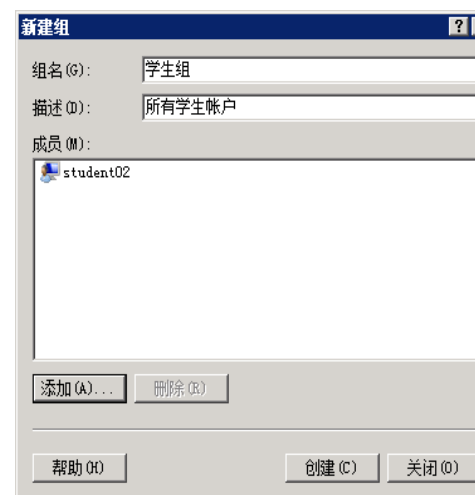 新建组 ?
组名(G): 学生组
描述(D): 所有学生帐户
成员(M):
student02
添加(A)... 删除(R)
帮助(H) 创建(C) 关闭(O)